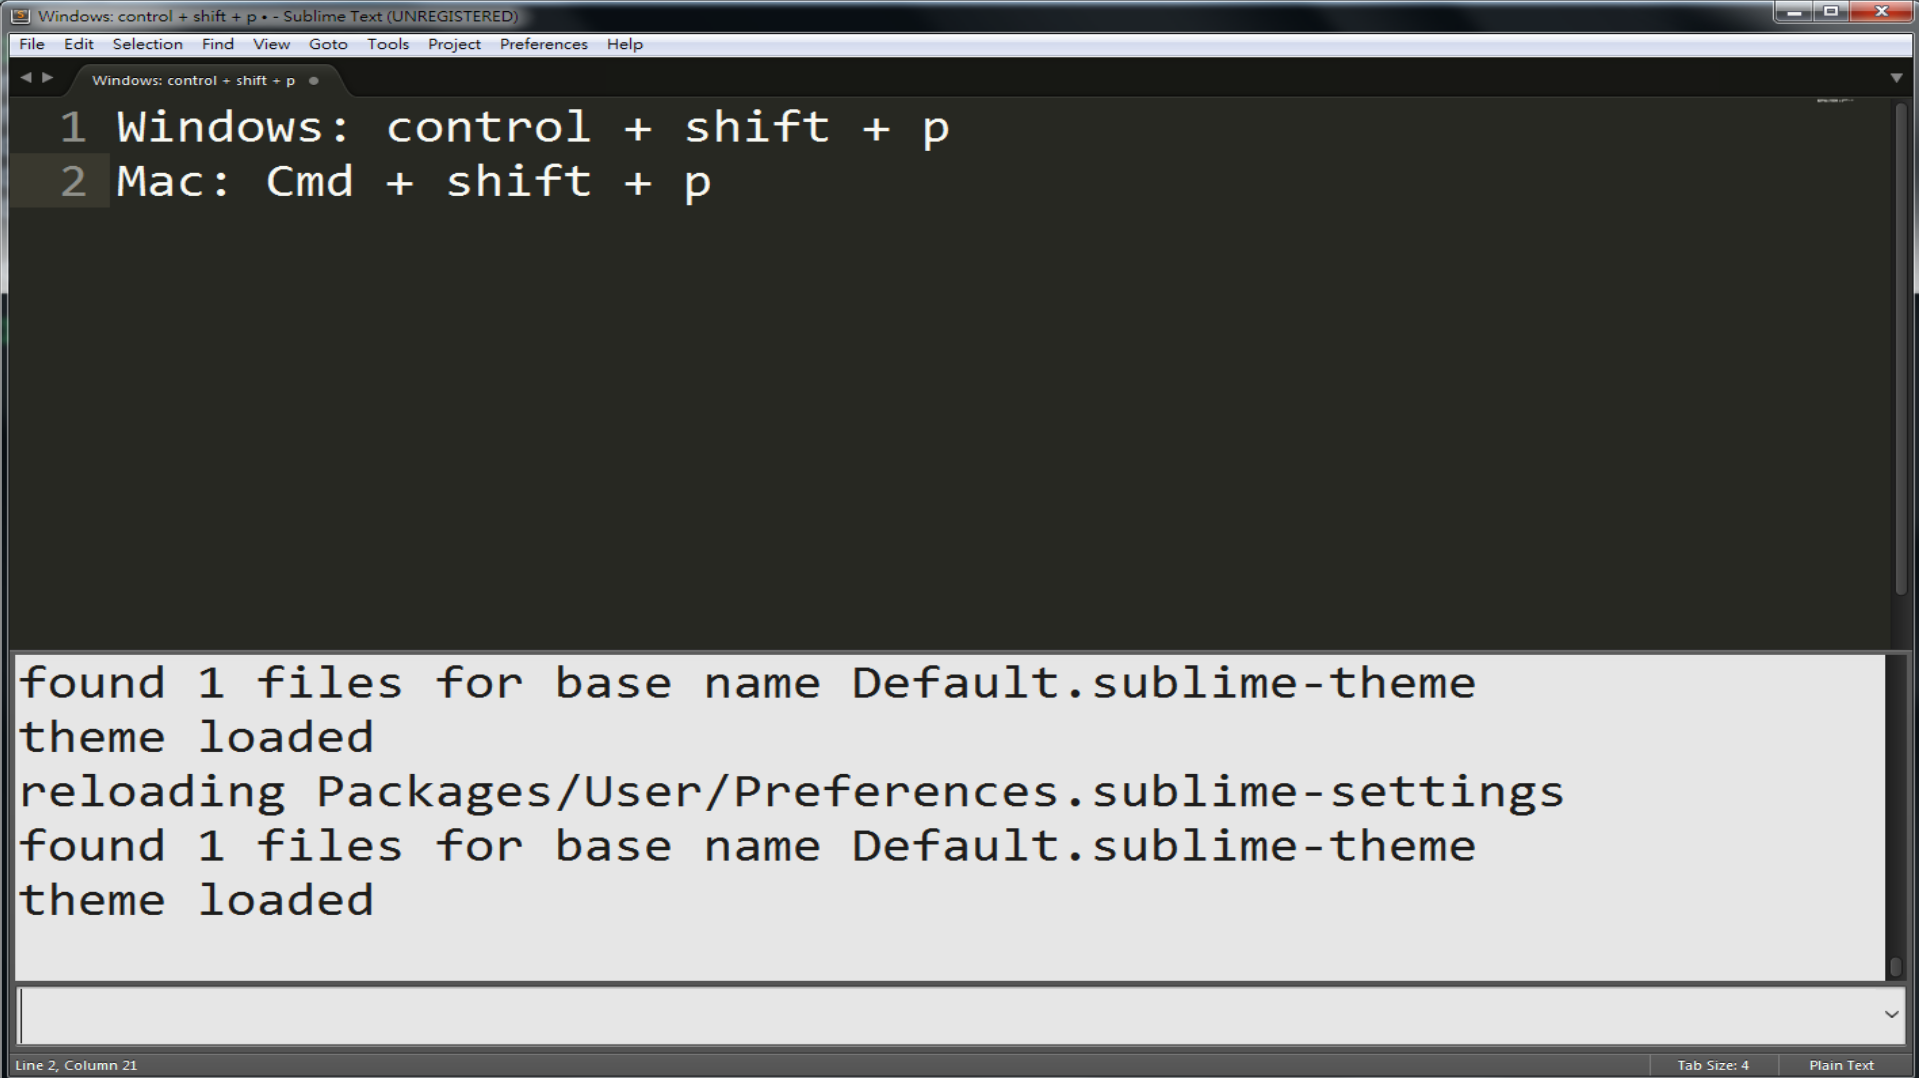 Windows: control + shift + p • - Sublime Text (UNREGISTERED)
File Edit Selection Find View Goto Tools Project Preferences Help
Windows: control + shift + p
1 Windows: control + shift + p
2 Mac: Cmd + shift + p
found 1 files for base name Default.sublime-theme
theme loaded
reloading Packages/User/Preferences.sublime-settings
found 1 files for base name Default.sublime-theme
theme loaded
Line 2, Column 21 Tab Size: 4 Plain Text